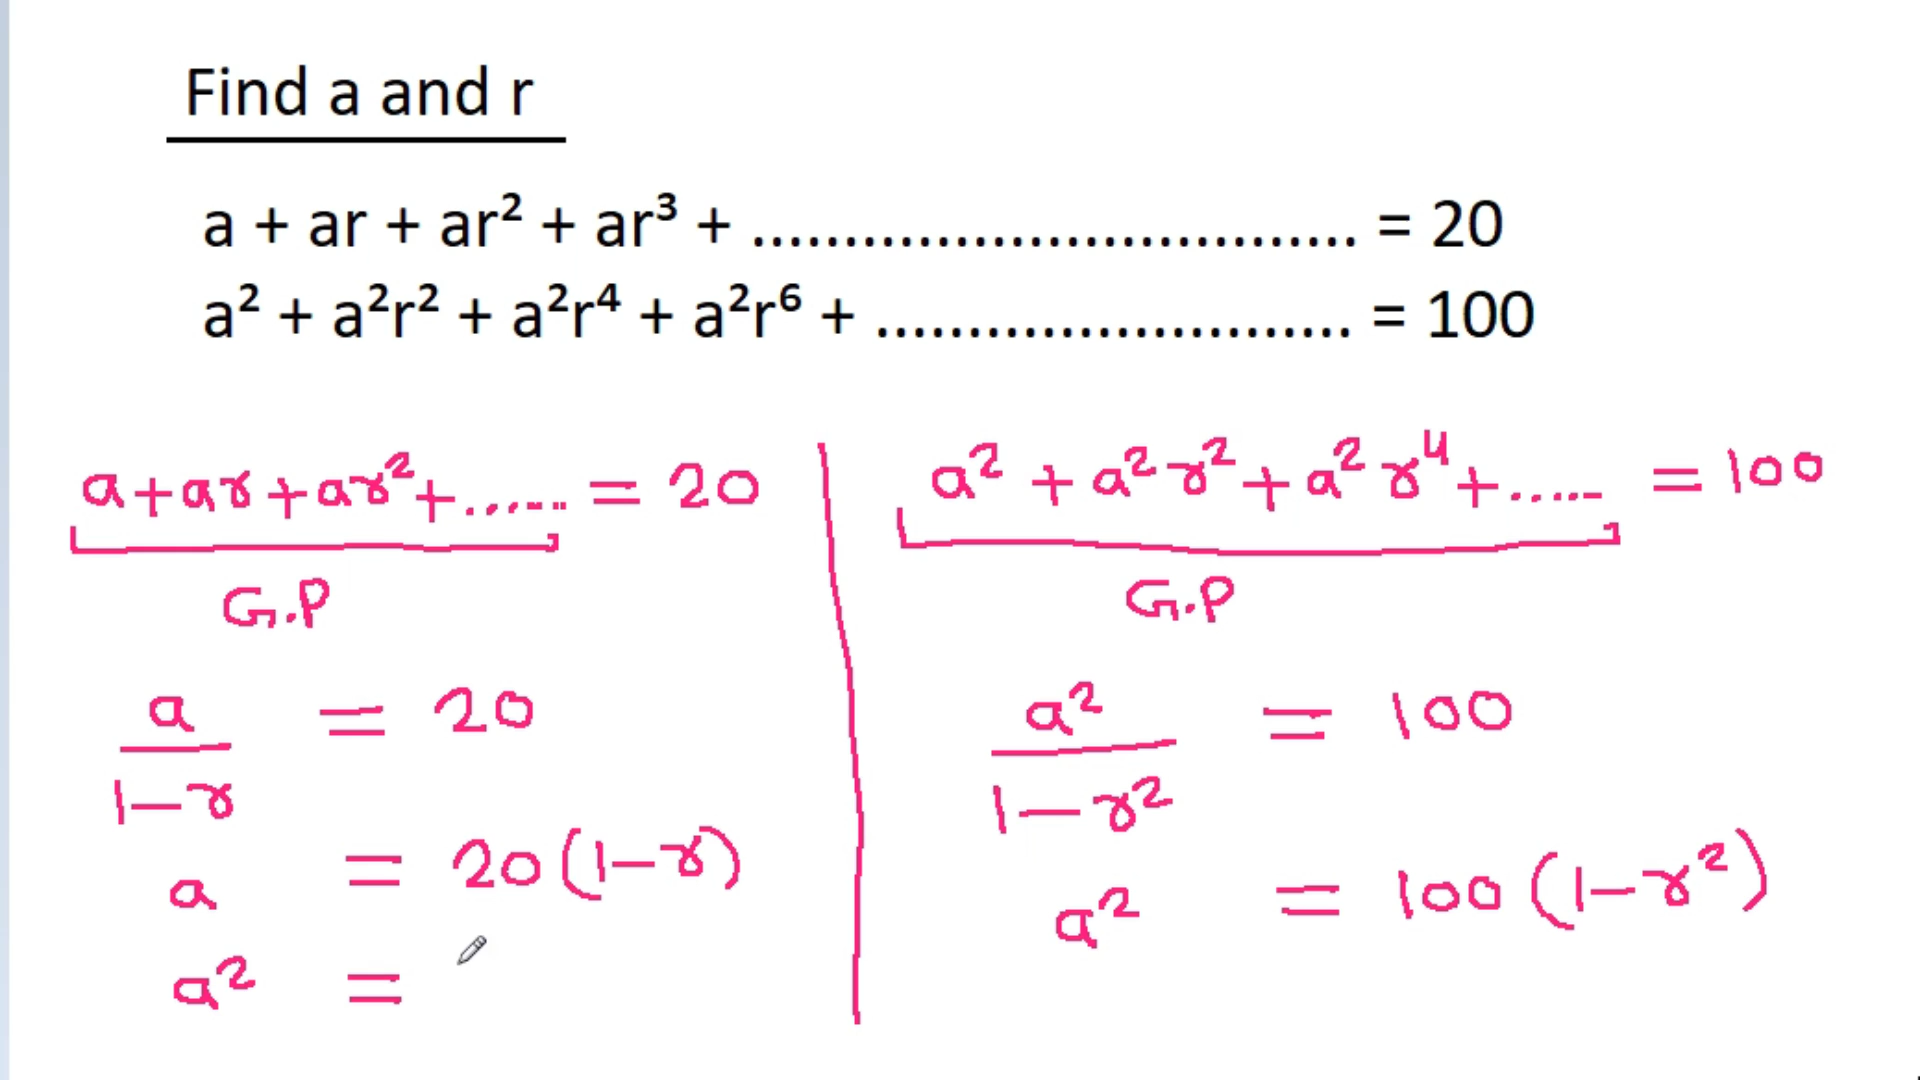 Find a and r
a + ar + ar² + ar³ + ................................. = 20
a² + a²r² + a²r⁴ + a²r⁶ + .......................... = 100
a + ar + ar² + ...... = 20
G.P
a / 1-r = 20
a = 20(1-r)
a² =
a² + a²r² + a²r⁴ + ...... = 100
G.P
a² / 1-r² = 100
a² = 100(1-r²)